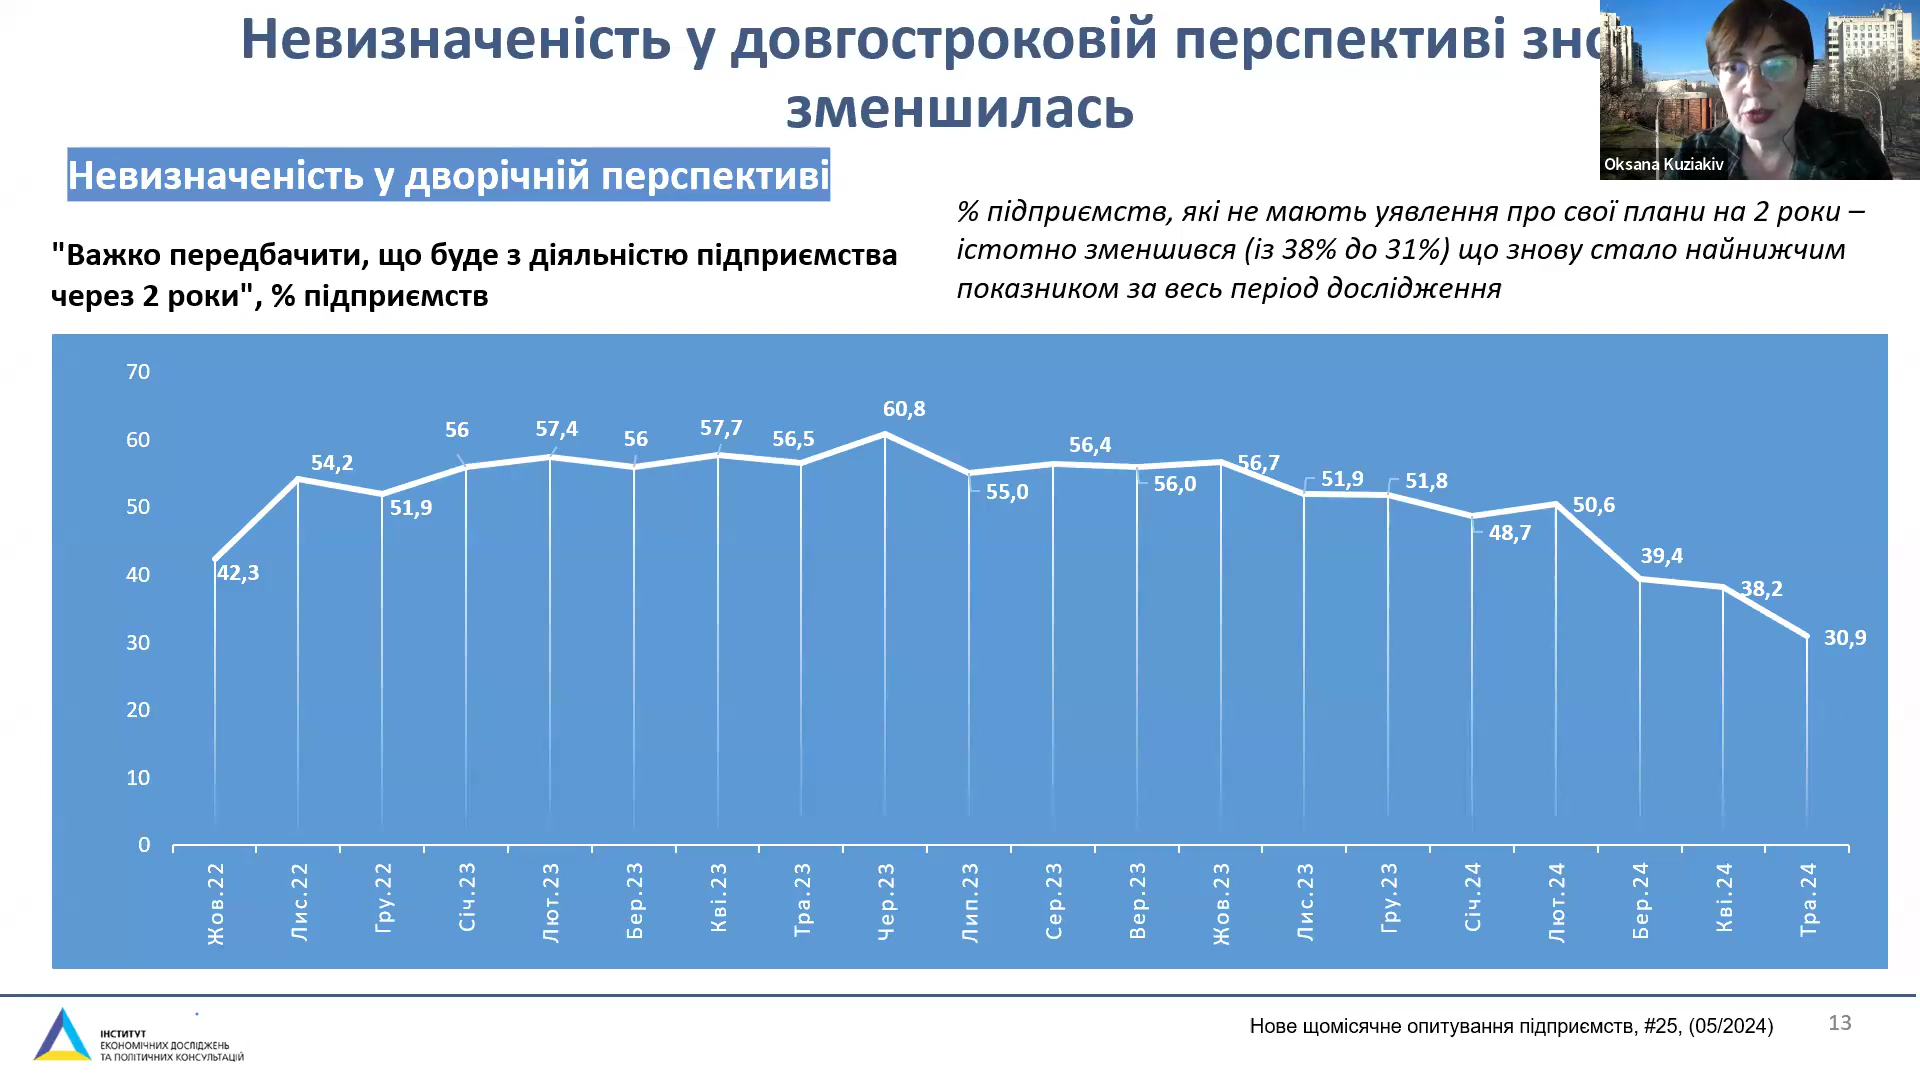 Невизначеність у довгостроковій перспективі
зменшилась
Oksana Kuziakiv
Невизначеність у дворічній перспективі
"Важко передбачити, що буде з діяльністю підприємства
через 2 роки", % підприємств
% підприємств, які не мають уявлення про свої плани на 2 роки –
істотно зменшився (із 38% до 31%) що знову стало найнижчим
показником за весь період дослідження
70
60
50
40
30
20
10
0
42,3
54,2
51,9
56
57,4
56
57,7
56,5
60,8
55,0
56,4
56,0
56,7
51,9
51,8
48,7
50,6
39,4
38,2
30,9
Жов.22
Лис.22
Гру.22
Січ.23
Лют.23
Бер.23
Кві.23
Тра.23
Чер.23
Лип.23
Сер.23
Вер.23
Жов.23
Лис.23
Гру.23
Січ.24
Лют.24
Бер.24
Кві.24
Тра.24
ІНСТИТУТ
ЕКОНОМІЧНИХ ДОСЛІДЖЕНЬ
ТА ПОЛІТИЧНИХ КОНСУЛЬТАЦІЙ
Нове щомісячне опитування підприємств, #25, (05/2024)
13